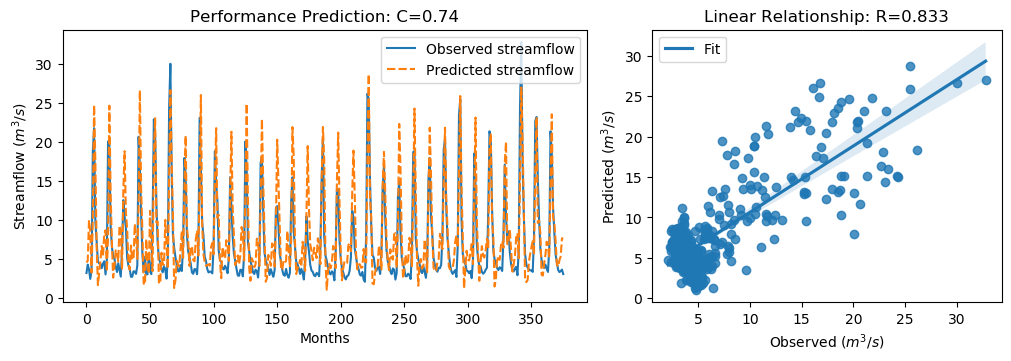 Performance Prediction: C=0.74
Observed streamflow
Predicted streamflow
Streamflow (m³/s)
30
25
20
15
10
5
0
0 50 100 150 200 250 300 350
Months
Linear Relationship: R=0.833
Fit
Predicted (m³/s)
30
25
20
15
10
5
0
5 10 15 20 25 30
Observed (m³/s)